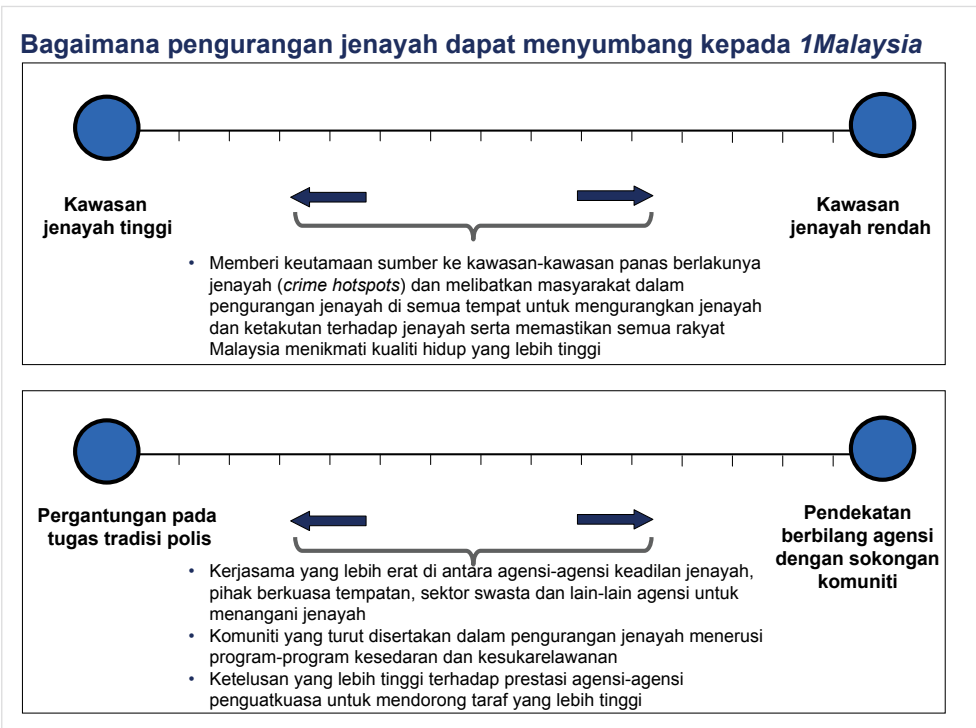 Bagaimana pengurangan jenayah dapat menyumbang kepada 1Malaysia
Kawasan
jenayah tinggi
Kawasan
jenayah rendah
• Memberi keutamaan sumber ke kawasan-kawasan panas berlakunya
jenayah (crime hotspots) dan melibatkan masyarakat dalam
pengurangan jenayah di semua tempat untuk mengurangkan jenayah
dan ketakutan terhadap jenayah serta memastikan semua rakyat
Malaysia menikmati kualiti hidup yang lebih tinggi
Pergantungan pada
tugas tradisi polis
Pendekatan
berbilang agensi
dengan sokongan
komuniti
• Kerjasama yang lebih erat di antara agensi-agensi keadilan jenayah,
pihak berkuasa tempatan, sektor swasta dan lain-lain agensi untuk
menangani jenayah
• Komuniti yang turut disertakan dalam pengurangan jenayah menerusi
program-program kesedaran dan kesukarelawanan
• Ketelusan yang lebih tinggi terhadap prestasi agensi-agensi
penguatkuasa untuk mendorong taraf yang lebih tinggi